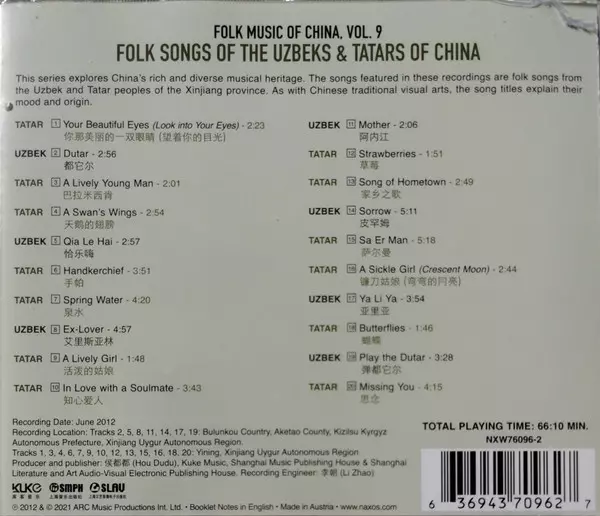 FOLK MUSIC OF CHINA, VOL. 9
FOLK SONGS OF THE UZBEKS & TATARS OF CHINA
This series explores China's rich and diverse musical heritage. The songs featured in these recordings are folk songs from
the Uzbek and Tatar peoples of the Xinjiang province. As with Chinese traditional visual arts, the song titles explain their
mood and origin.
TATAR 1 Your Beautiful Eyes (Look into Your Eyes) - 2:23
你那美丽的一双眼睛 (望着你的目光)
UZBEK 2 Dutar - 2:56
都它尔
TATAR 3 A Lively Young Man - 2:01
巴拉米西肯
TATAR 4 A Swan's Wings - 2:54
天鹅的翅膀
UZBEK 5 Qia Le Hai - 2:57
恰乐嗨
TATAR 6 Handkerchief - 3:51
手帕
TATAR 7 Spring Water - 4:20
泉水
UZBEK 8 Ex-Lover - 4:57
艾里斯亚林
TATAR 9 A Lively Girl - 1:48
活泼的姑娘
TATAR 10 In Love with a Soulmate - 3:43
知心爱人
UZBEK 11 Mother - 2:06
阿内江
TATAR 12 Strawberries - 1:51
草莓
TATAR 13 Song of Hometown - 2:49
家乡之歌
UZBEK 14 Sorrow - 5:11
皮罕姆
TATAR 15 Sa Er Man - 5:18
萨尔曼
TATAR 16 A Sickle Girl (Crescent Moon) - 2:44
镰刀姑娘 (弯弯的月亮)
UZBEK 17 Ya Li Ya - 3:54
亚里亚
TATAR 18 Butterflies - 1:46
蝴蝶
UZBEK 19 Play the Dutar - 3:28
弹都它尔
TATAR 20 Missing You - 4:15
思念
Recording Date: June 2012
Recording Location: Tracks 2, 5, 8, 11, 14, 17, 19: Bulunkou Country, Aketao County, Kizilsu Kyrgyz
Autonomous Prefecture, Xinjiang Uygur Autonomous Region.
Tracks 1, 3, 4, 6, 7, 9, 10, 12, 13, 15, 16, 18. 20: Yining, Xinjiang Uygur Autonomous Region.
Producer and publisher: 侯都都 (Hou Dudu), Kuke Music, Shanghai Music Publishing House & Shanghai
Literature and Art Audio-Visual Electronic Publishing House. Recording Engineer: 李朝 (Li Zhao)
TOTAL PLAYING TIME: 66:10 MIN.
NXW76096-2
KUKE
SMPH
SLAV
℗ 2012 & © 2021 ARC Music Productions Int. Ltd. • Booklet Notes in English • Made in Austria • www.naxos.com
6 36943 70962 7